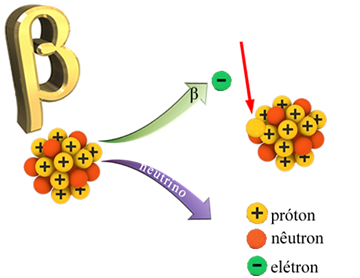 β
β
−
neutrino
+ próton
nêutron
− elétron